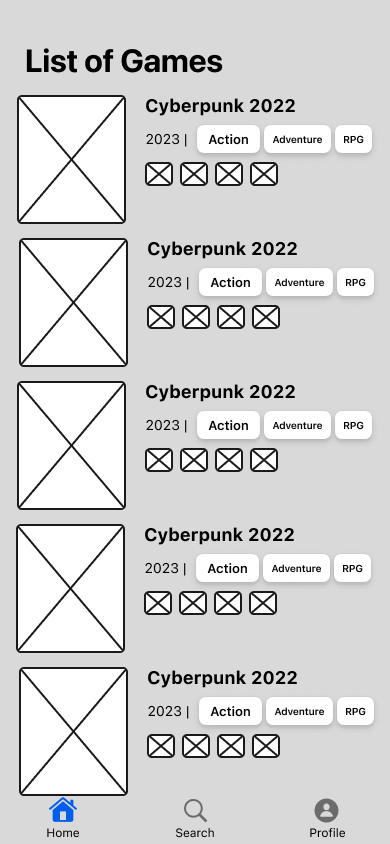 List of Games
Cyberpunk 2022
2023 | Action Adventure RPG
Cyberpunk 2022
2023 | Action Adventure RPG
Cyberpunk 2022
2023 | Action Adventure RPG
Cyberpunk 2022
2023 | Action Adventure RPG
Cyberpunk 2022
2023 | Action Adventure RPG
Home Search Profile